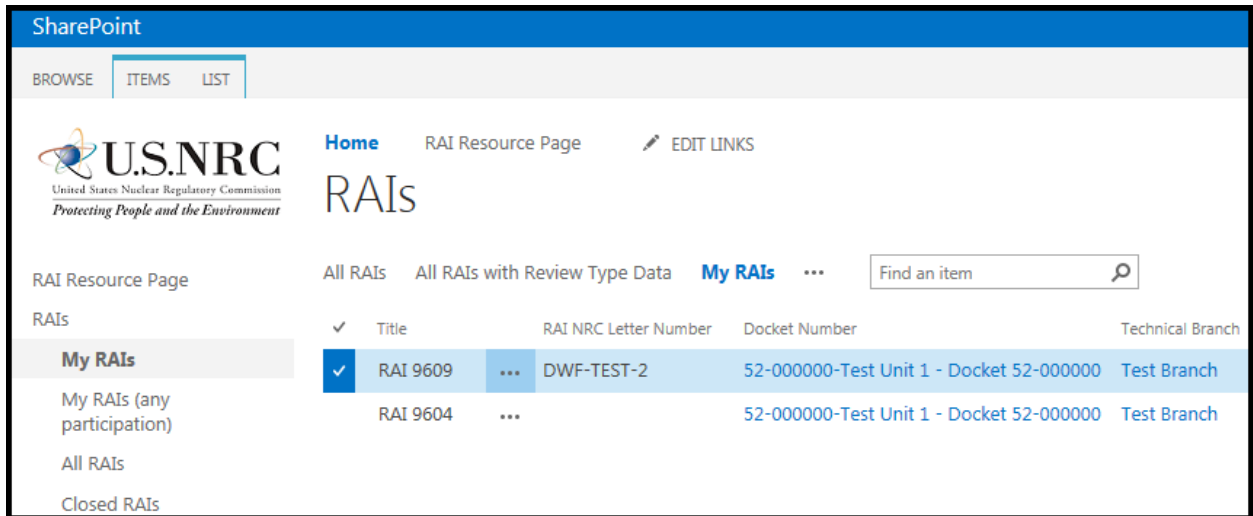 SharePoint
BROWSE ITEMS LIST
U.S.NRC
United States Nuclear Regulatory Commission
Protecting People and the Environment
Home RAI Resource Page EDIT LINKS
RAIs
RAI Resource Page
RAIs
My RAIs
My RAIs (any
participation)
All RAIs
Closed RAIs
All RAIs All RAIs with Review Type Data My RAIs ... Find an item
Title RAI NRC Letter Number Docket Number Technical Branch
RAI 9609 ... DWF-TEST-2 52-000000-Test Unit 1 - Docket 52-000000 Test Branch
RAI 9604 ... 52-000000-Test Unit 1 - Docket 52-000000 Test Branch